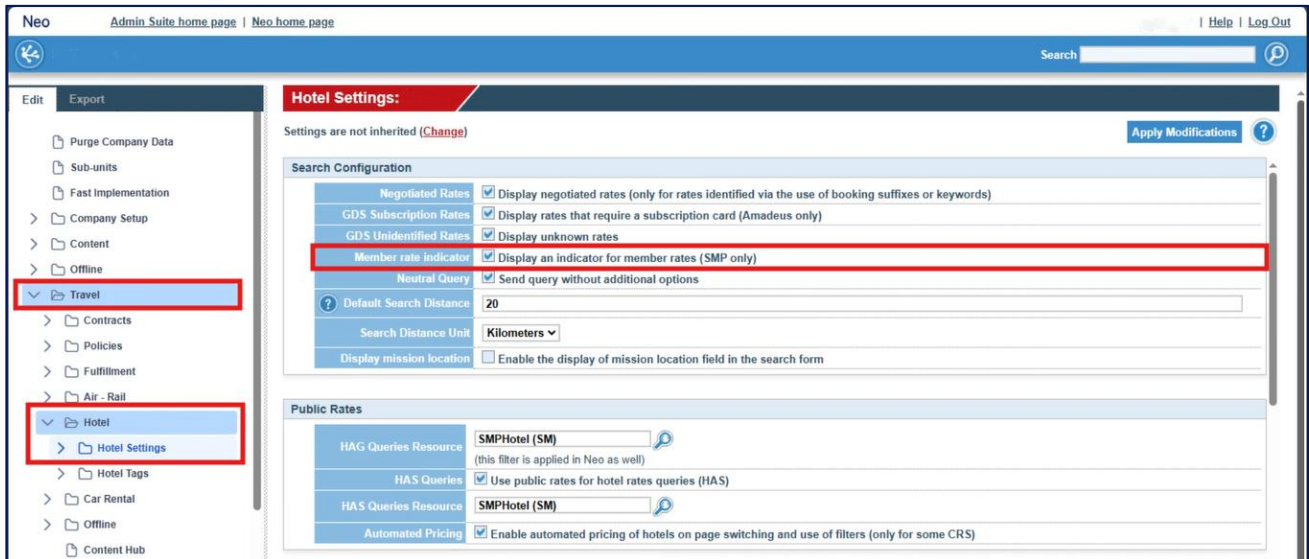 Neo Admin Suite home page | Neo home page | Help | Log Out
Search
Edit Export
Purge Company Data
Sub-units
Fast Implementation
Company Setup
Content
Offline
Travel
Contracts
Policies
Fulfillment
Air - Rail
Hotel
Hotel Settings
Hotel Tags
Car Rental
Offline
Content Hub
Hotel Settings:
Settings are not inherited (Change)
Apply Modifications ?
Search Configuration
Negotiated Rates Display negotiated rates (only for rates identified via the use of booking suffixes or keywords)
GDS Subscription Rates Display rates that require a subscription card (Amadeus only)
GDS Unidentified Rates Display unknown rates
Member rate indicator Display an indicator for member rates (SMP only)
Neutral Query Send query without additional options
? Default Search Distance 20
Search Distance Unit Kilometers
Display mission location Enable the display of mission location field in the search form
Public Rates
HAG Queries Resource SMPHotel (SM)
(this filter is applied in Neo as well)
HAS Queries Use public rates for hotel rates queries (HAS)
HAS Queries Resource SMPHotel (SM)
Automated Pricing Enable automated pricing of hotels on page switching and use of filters (only for some CRS)